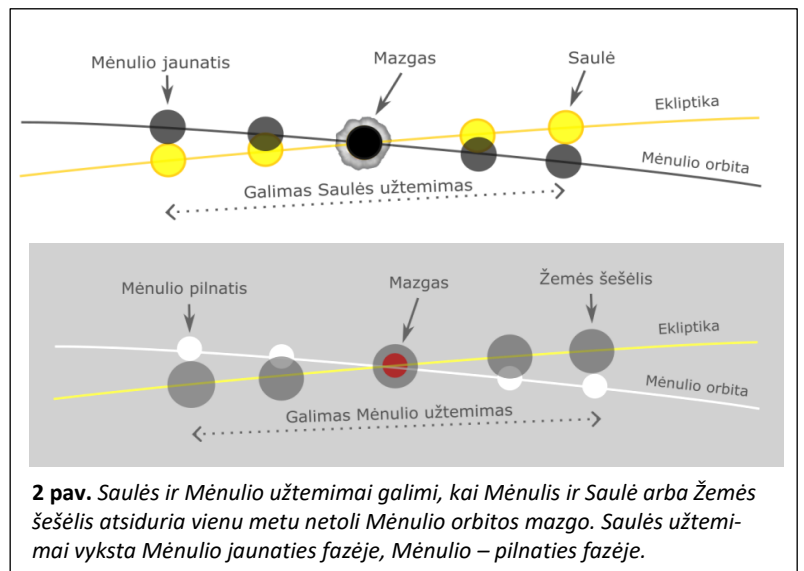 Mėnulio jaunatis
Mazgas
Saulė
Ekliptika
Mėnulio orbita
Galimas Saulės užtemimas
Mėnulio pilnatis
Mazgas
Žemės šešėlis
Ekliptika
Mėnulio orbita
Galimas Mėnulio užtemimas
2 pav. Saulės ir Mėnulio užtemimai galimi, kai Mėnulis ir Saulė arba Žemės
šešėlis atsiduria vienu metu netoli Mėnulio orbitos mazgo. Saulės užtemi-
mai vyksta Mėnulio jaunaties fazėje, Mėnulio – pilnaties fazėje.